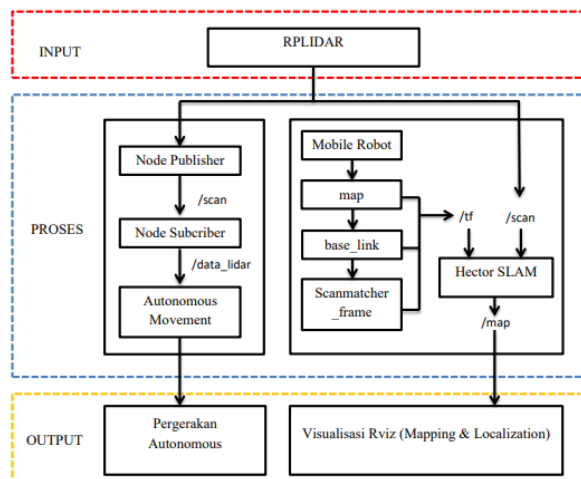 INPUT
RPLIDAR
PROSES
Node Publisher
/scan
Node Subcriber
/data_lidar
Autonomous
Movement
Mobile Robot
map
base_link
Scanmatcher
_frame
/tf
/scan
Hector SLAM
/map
OUTPUT
Pergerakan
Autonomous
Visualisasi Rviz (Mapping & Localization)